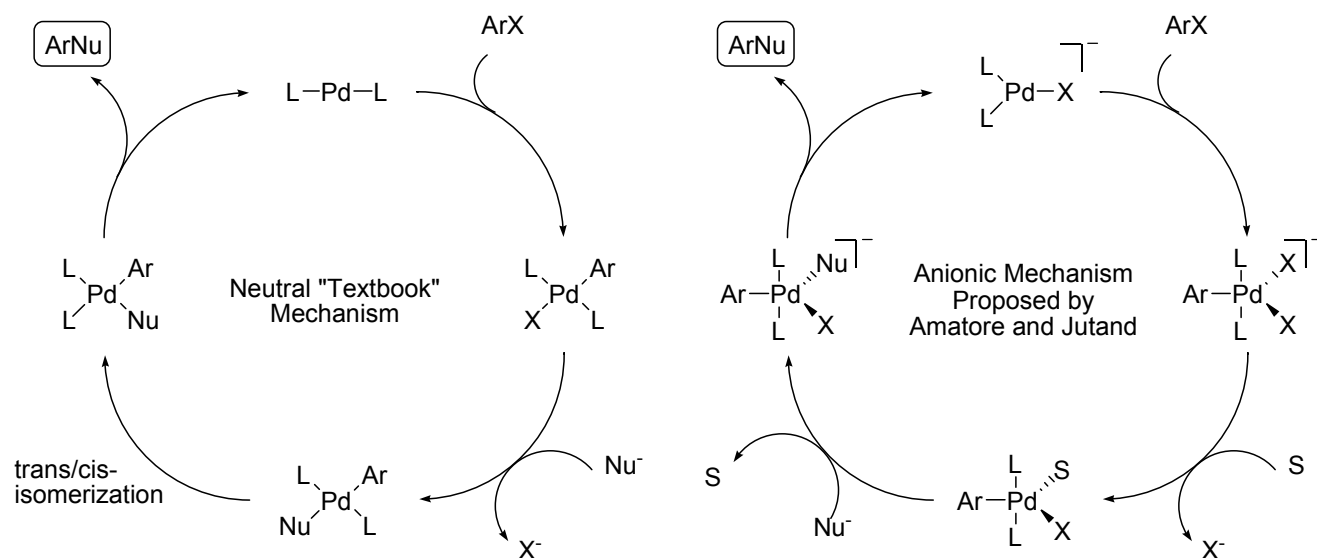 ArX
ArNu
L–Pd–L
L
Ar
Pd
L
Nu
Neutral "Textbook"
Mechanism
L
Ar
Pd
X
L
trans/cis-
isomerization
L
Ar
Pd
Nu
L
Nu⁻
X⁻
ArX
ArNu
L
Pd–X
L
–
L
Nu
Ar–Pd
X
L
–
Anionic Mechanism
Proposed by
Amatore and Jutand
L
X
Ar–Pd
X
L
–
S
Nu⁻
L
S
Ar–Pd
X
L
S
X⁻